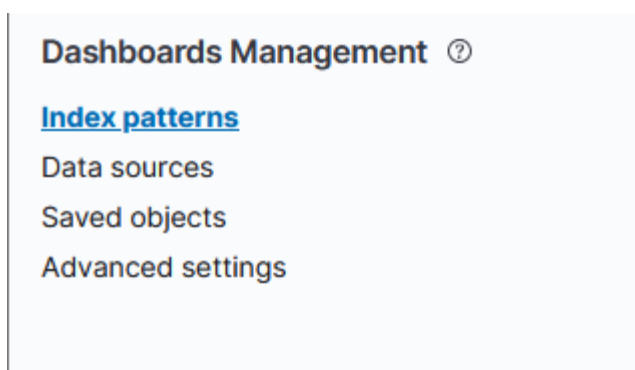 Dashboards Management ?
Index patterns
Data sources
Saved objects
Advanced settings